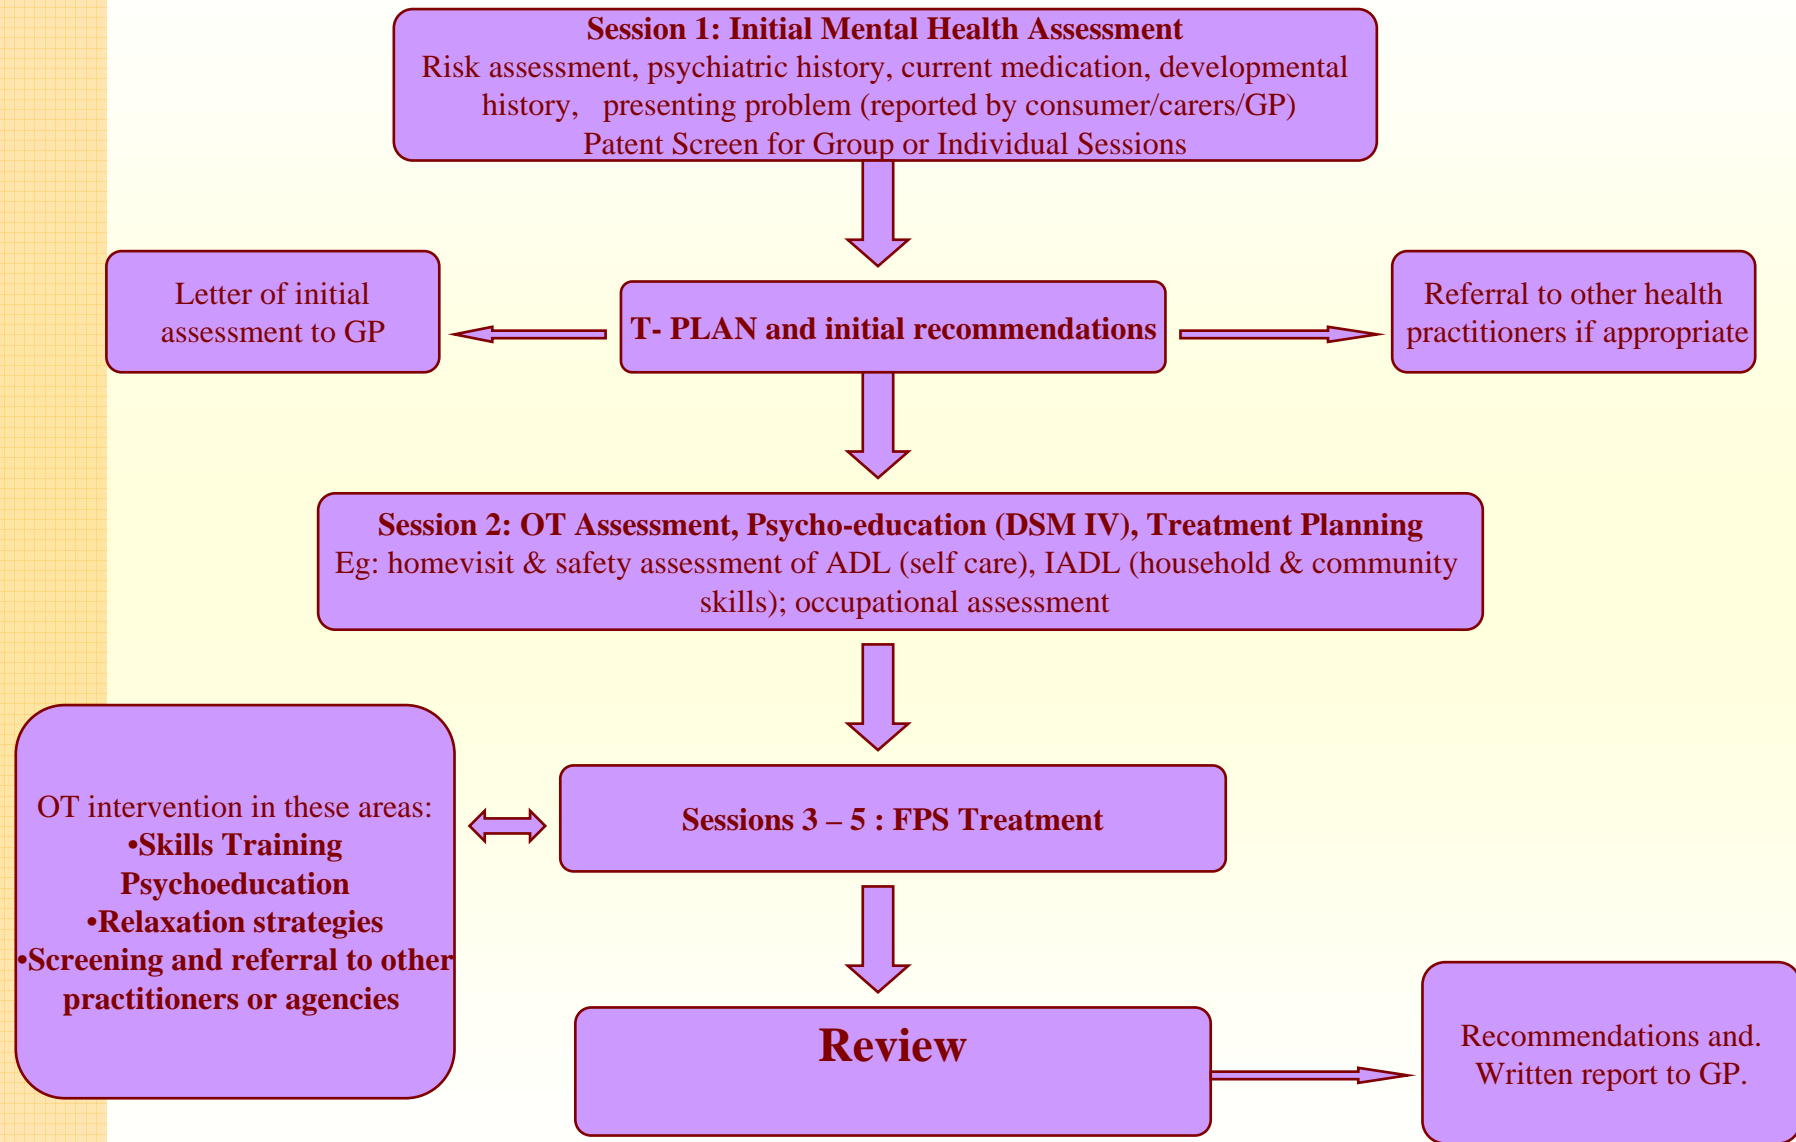 Session 1: Initial Mental Health Assessment
Risk assessment, psychiatric history, current medication, developmental
history, presenting problem (reported by consumer/carers/GP)
Patent Screen for Group or Individual Sessions
Letter of initial
assessment to GP
T- PLAN and initial recommendations
Referral to other health
practitioners if appropriate
Session 2: OT Assessment, Psycho-education (DSM IV), Treatment Planning
Eg: homevisit & safety assessment of ADL (self care), IADL (household & community
skills); occupational assessment
OT intervention in these areas:
•Skills Training
Psychoeducation
•Relaxation strategies
•Screening and referral to other
practitioners or agencies
Sessions 3 – 5 : FPS Treatment
Review
Recommendations and.
Written report to GP.